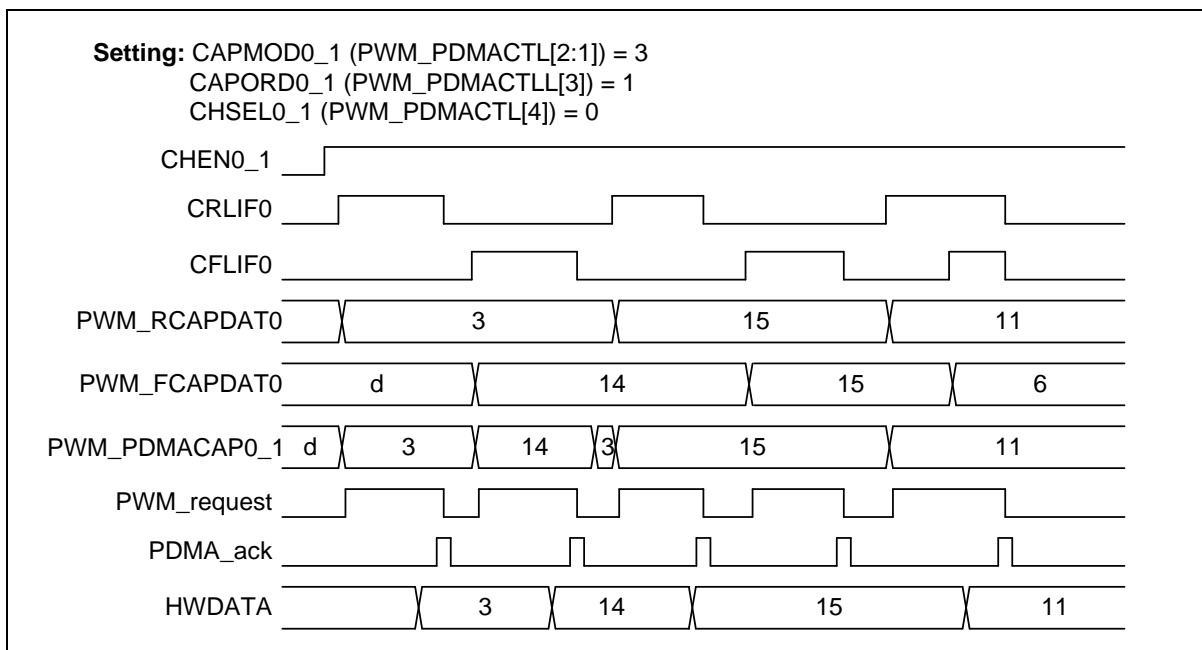 Setting: CAPMOD0_1 (PWM_PDMACTL[2:1]) = 3
CAPORD0_1 (PWM_PDMACTLL[3]) = 1
CHSEL0_1 (PWM_PDMACTL[4]) = 0
CHEN0_1
CRLIF0
CFLIF0
PWM_RCAPDAT0 3 15 11
PWM_FCAPDAT0 d 14 15 6
PWM_PDMACAP0_1 d 3 14 3 15 11
PWM_request
PDMA_ack
HWDATA 3 14 15 11